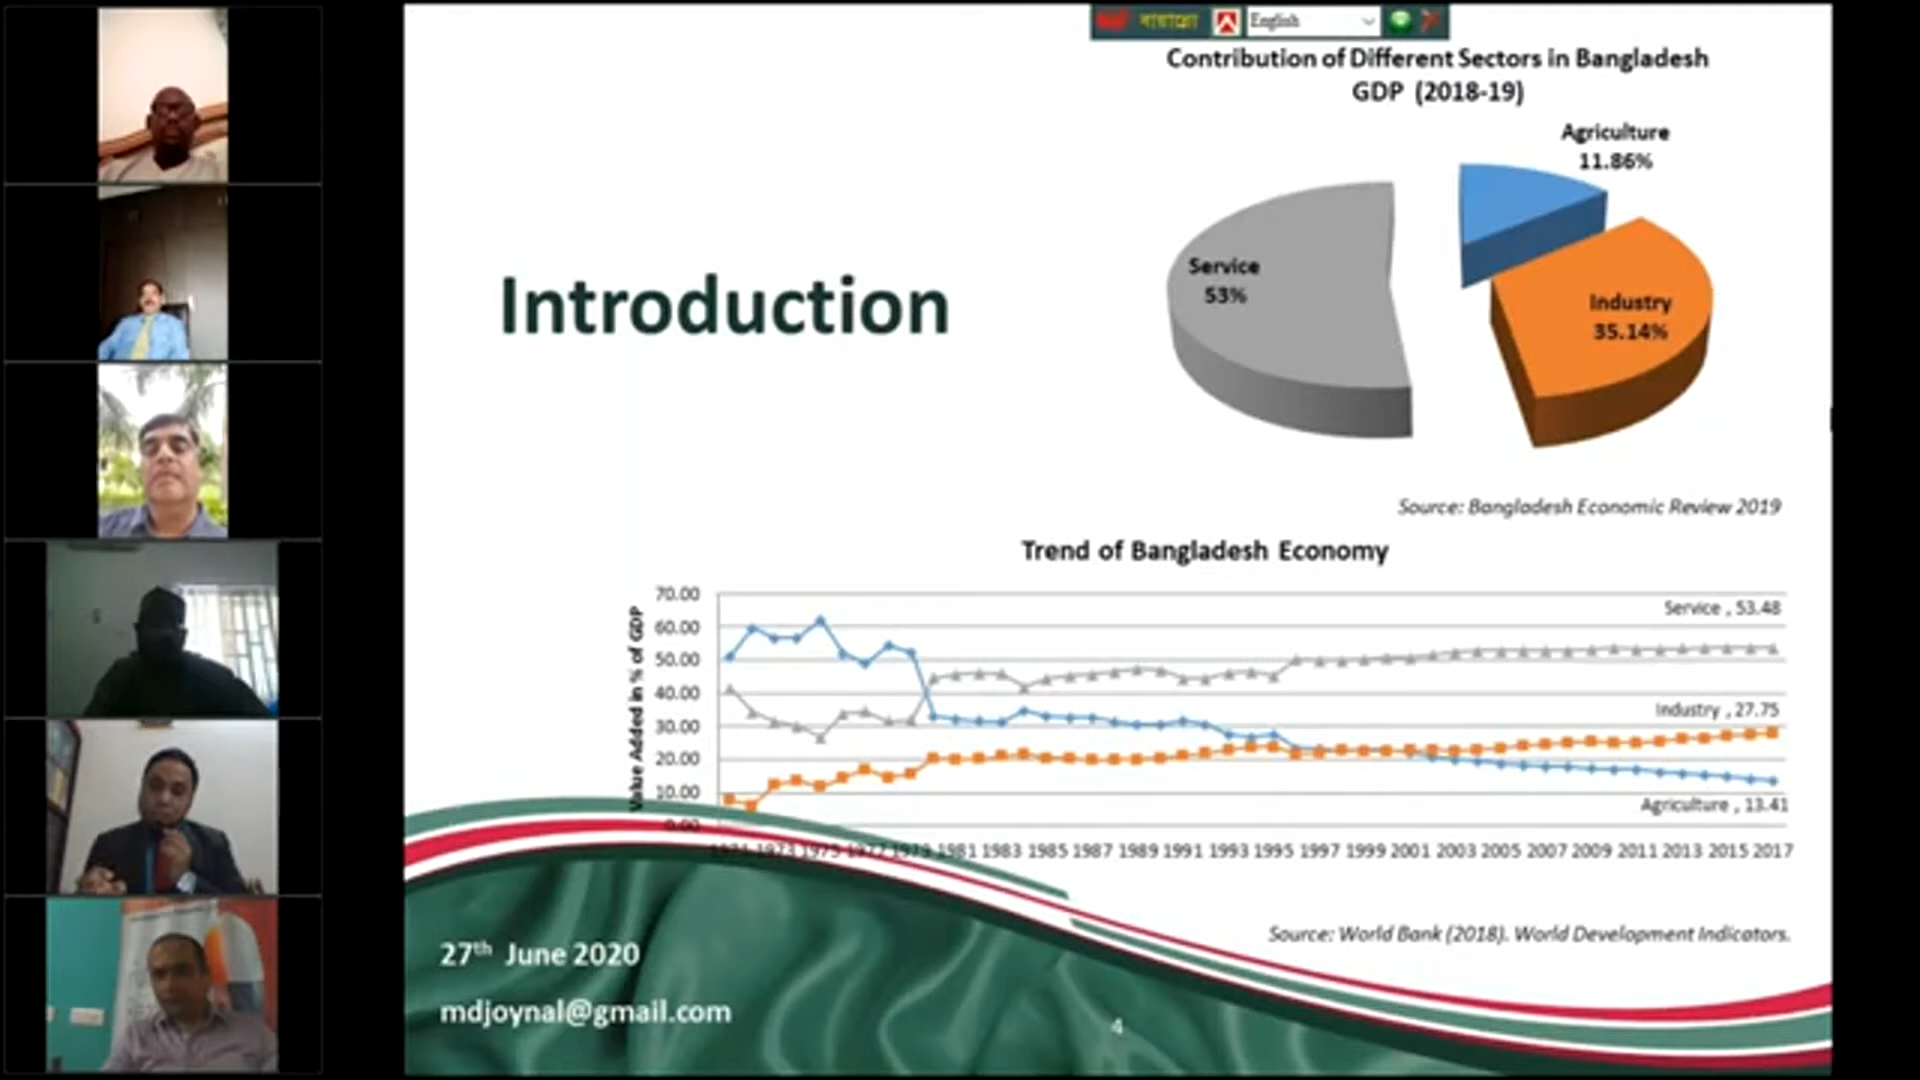 বায়ান্নো English
Contribution of Different Sectors in Bangladesh
GDP (2018-19)
Agriculture
11.86%
Service
53%
Industry
35.14%
Introduction
Source: Bangladesh Economic Review 2019
Trend of Bangladesh Economy
Value Added in % of GDP
70.00
60.00
50.00
40.00
30.00
20.00
10.00
0.00
Service , 53.48
Industry , 27.75
Agriculture , 13.41
1971 1973 1975 1977 1979 1981 1983 1985 1987 1989 1991 1993 1995 1997 1999 2001 2003 2005 2007 2009 2011 2013 2015 2017
Source: World Bank (2018). World Development Indicators.
27th June 2020
mdjoynal@gmail.com
4